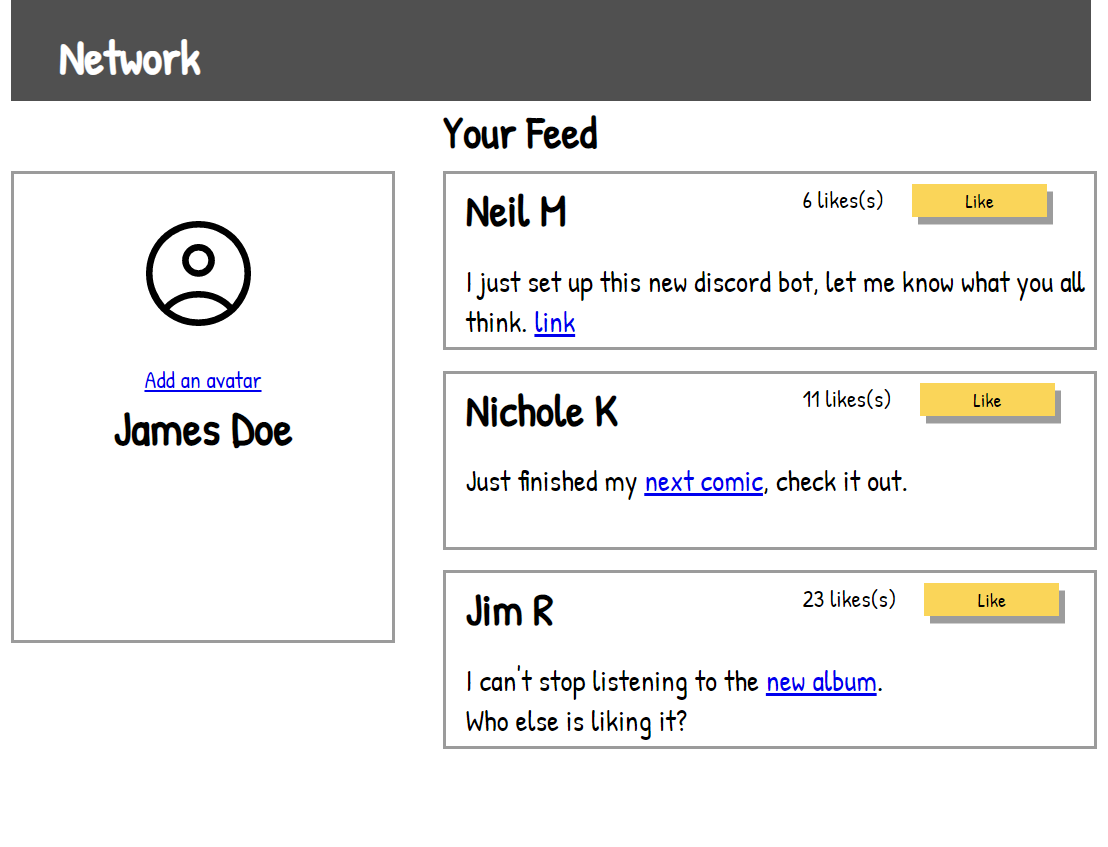 Network
Your Feed
Add an avatar
James Doe
Neil M
6 likes(s)
Like
I just set up this new discord bot, let me know what you all
think. link
Nichole K
11 likes(s)
Like
Just finished my next comic, check it out.
Jim R
23 likes(s)
Like
I can't stop listening to the new album.
Who else is liking it?